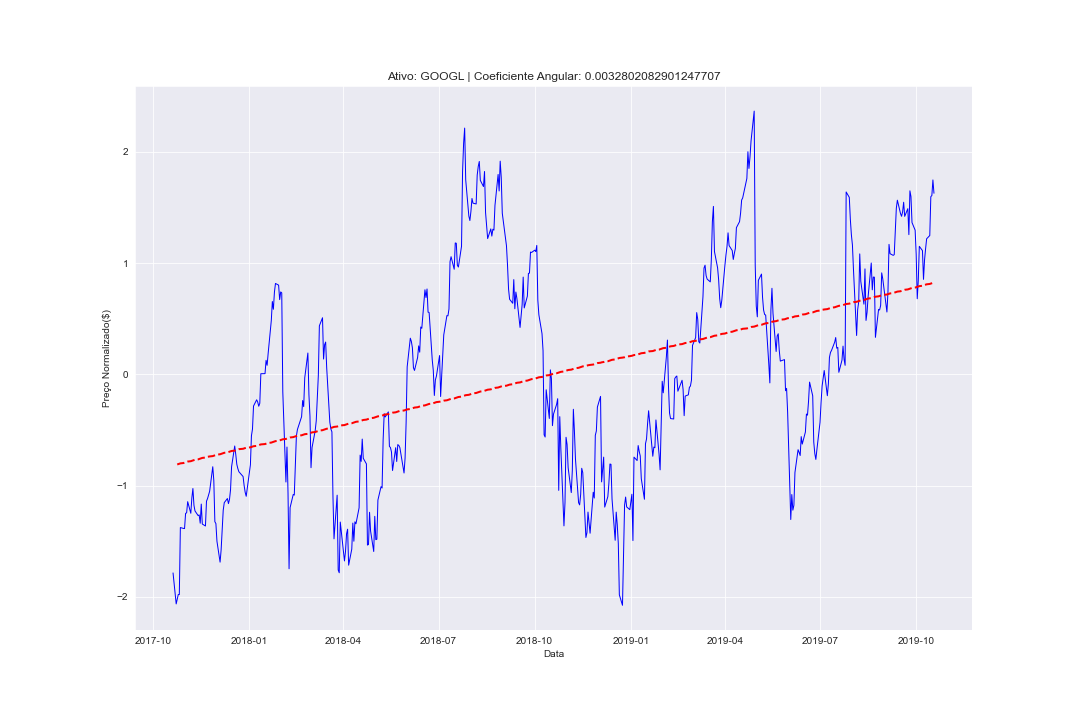 Ativo: GOOGL | Coeficiente Angular: 0.0032802082901247707
Preço Normalizado($)
2
1
0
−1
−2
2017-10 2018-01 2018-04 2018-07 2018-10 2019-01 2019-04 2019-07 2019-10
Data